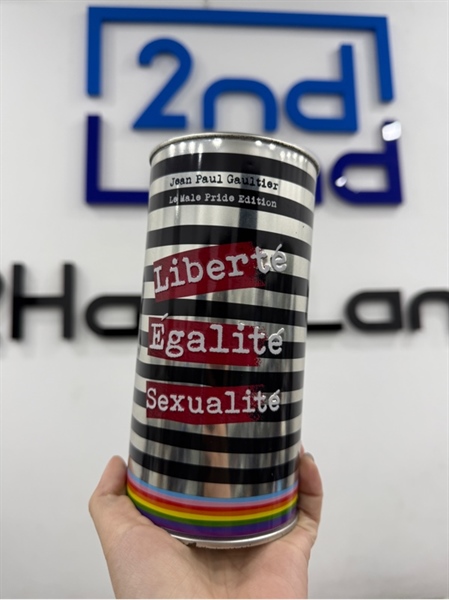 2nd
Jean Paul Gaultier
Le Male Pride Edition
Liberté
Égalité
Sexualité